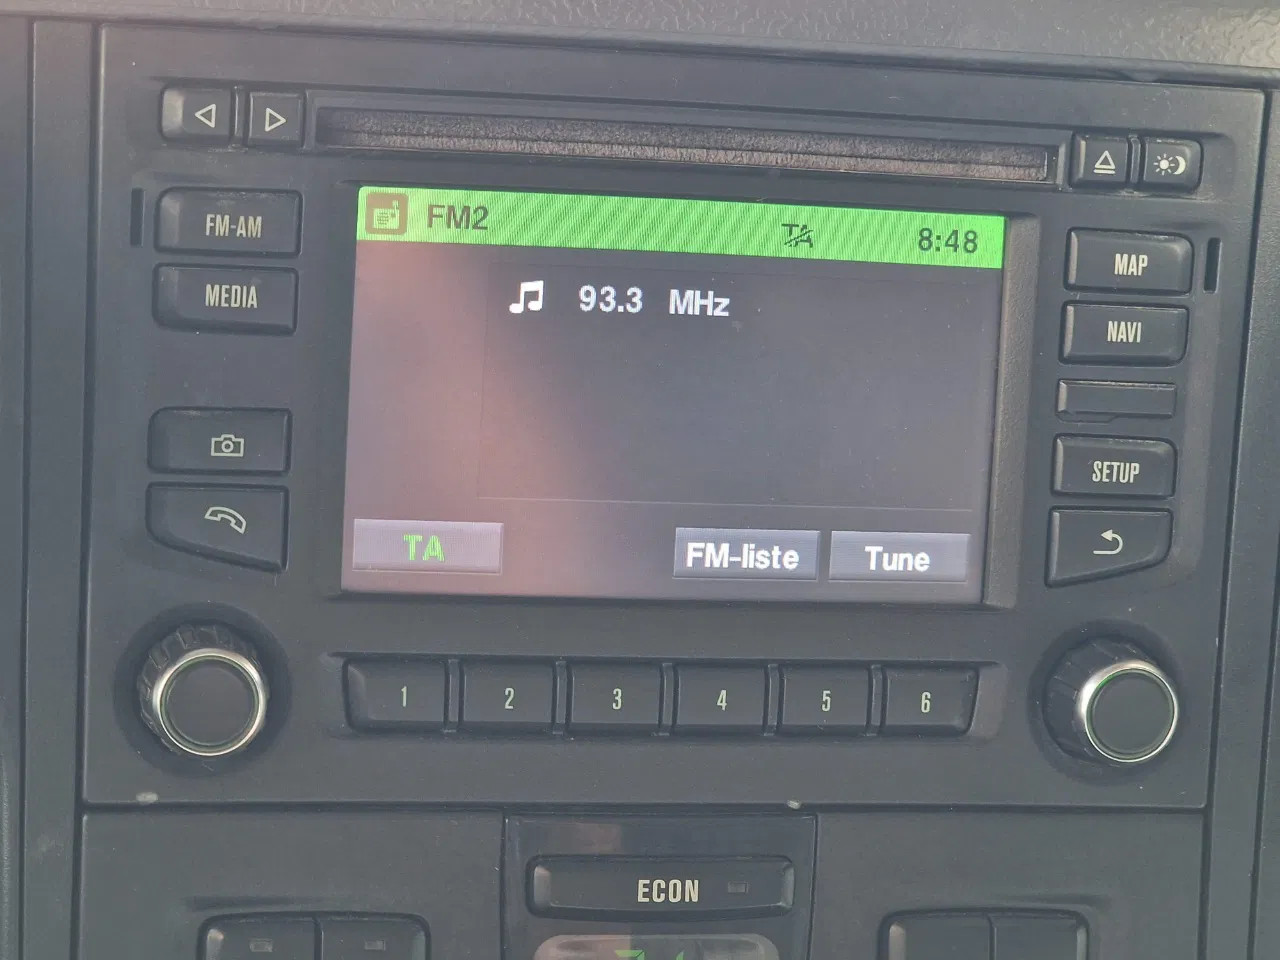 FM-AM
MEDIA
FM2 TA 8:48
93.3 MHz
TA FM-liste Tune
MAP
NAVI
SETUP
1 2 3 4 5 6
ECON